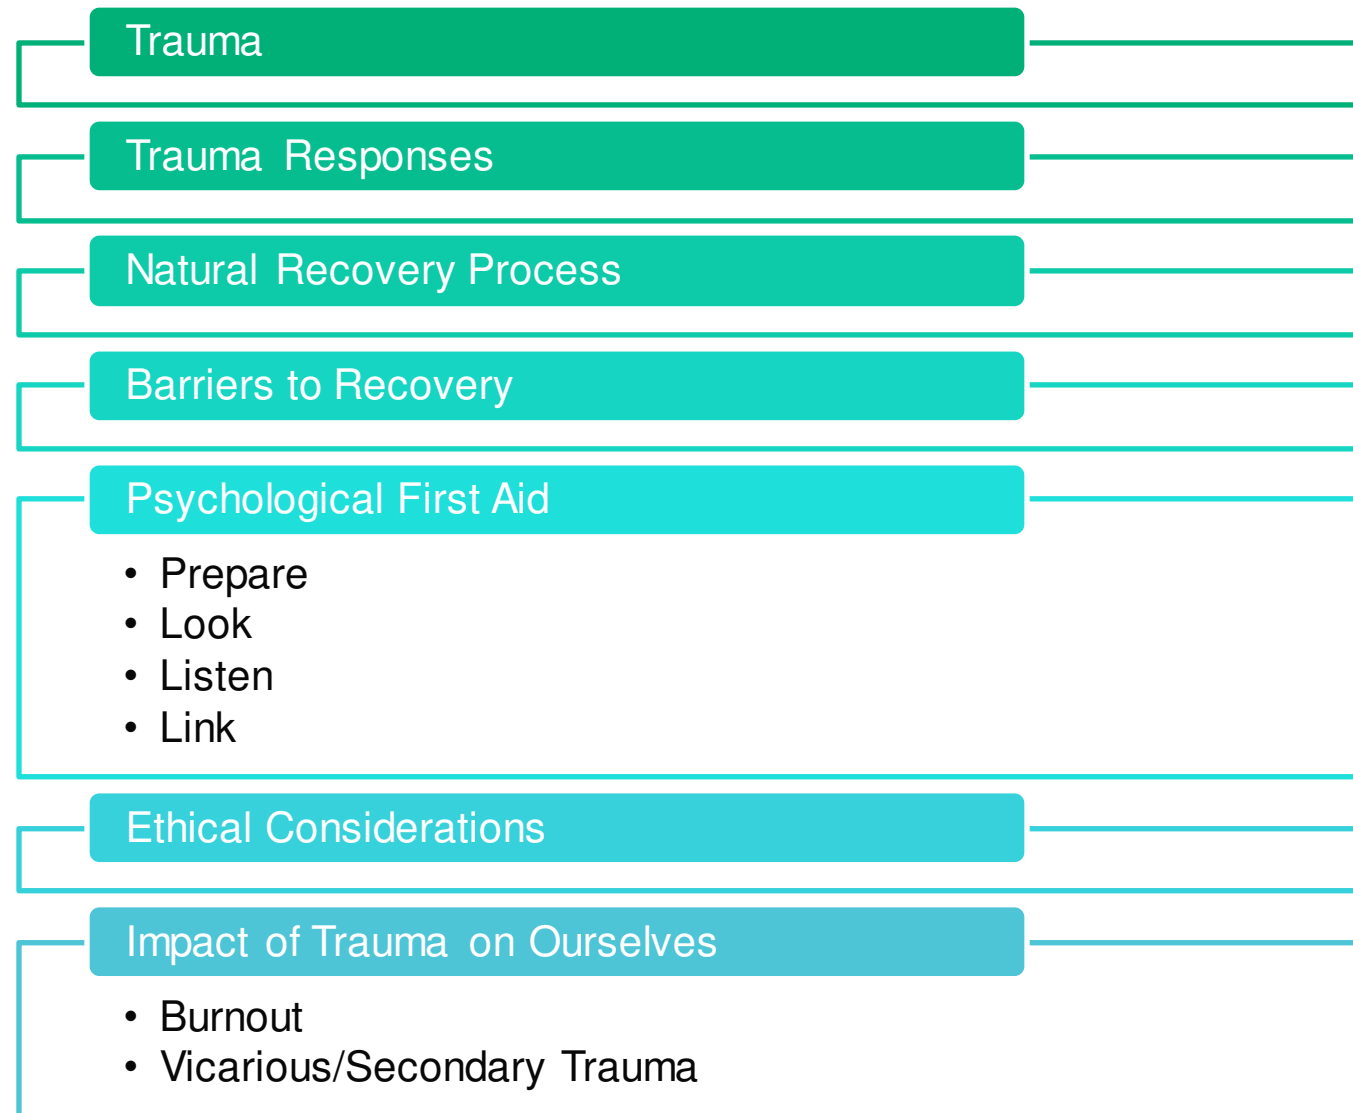 Trauma
Trauma Responses
Natural Recovery Process
Barriers to Recovery
Psychological First Aid
• Prepare
• Look
• Listen
• Link
Ethical Considerations
Impact of Trauma on Ourselves
• Burnout
• Vicarious/Secondary Trauma